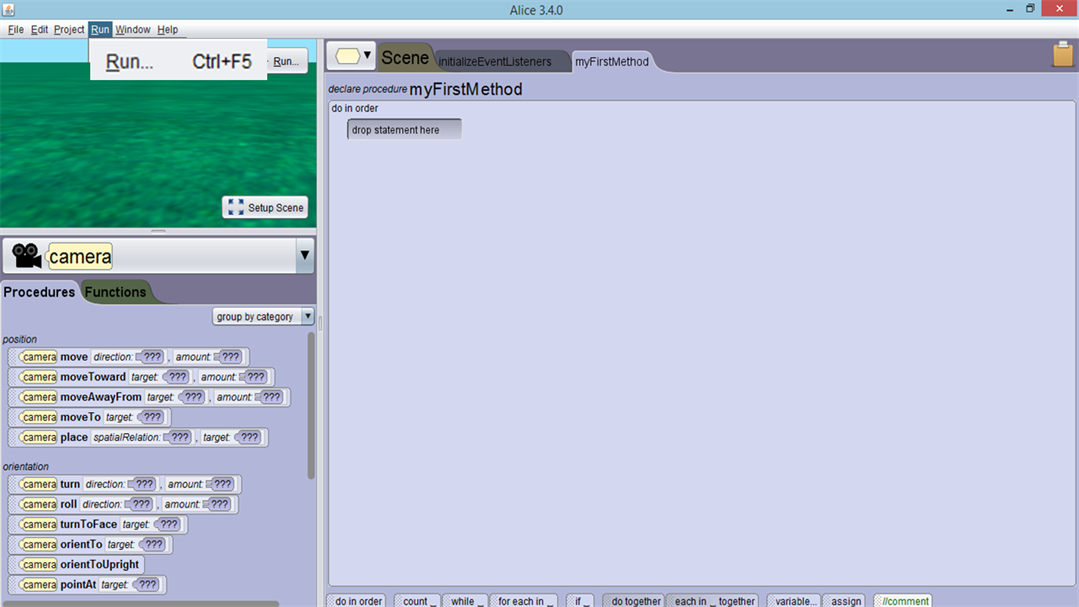 Alice 3.4.0
File Edit Project Run Window Help
Run... Ctrl+F5
Run...
Setup Scene
camera
Procedures Functions
group by category
position
camera move direction: ??? , amount: ???
camera moveToward target: ??? , amount: ???
camera moveAwayFrom target: ??? , amount: ???
camera moveTo target: ???
camera place spatialRelation: ??? , target: ???
orientation
camera turn direction: ??? , amount: ???
camera roll direction: ??? , amount: ???
camera turnToFace target: ???
camera orientTo target: ???
camera orientToUpright
camera pointAt target: ???
Scene initializeEventListeners myFirstMethod
declare procedure myFirstMethod
do in order
drop statement here
do in order count _ while _ for each in _ if _ do together each in _ together variable... assign //comment